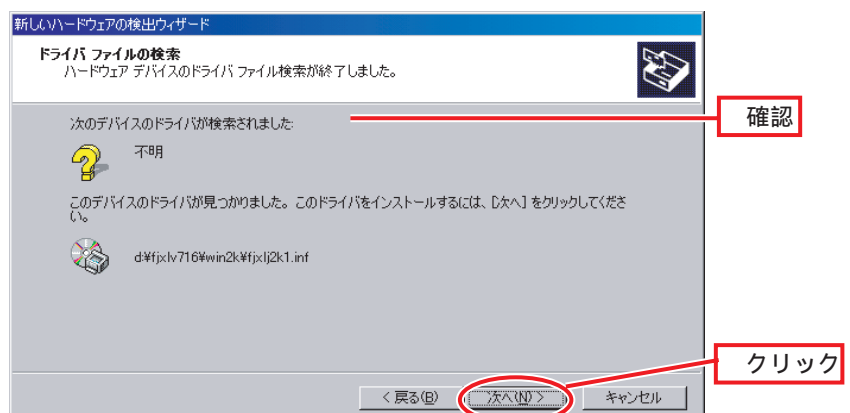 新しいハードウェアの検出ウィザード
ドライバ ファイルの検索
ハードウェア デバイスのドライバ ファイル検索が終了しました。
次のデバイスのドライバが検索されました:
確認
不明
このデバイスのドライバが見つかりました。このドライバをインストールするには、[次へ] をクリックしてくださ
い。
d:¥fjxlv716¥win2k¥fjxlj2k1.inf
クリック
< 戻る(B)
次へ(N) >
キャンセル